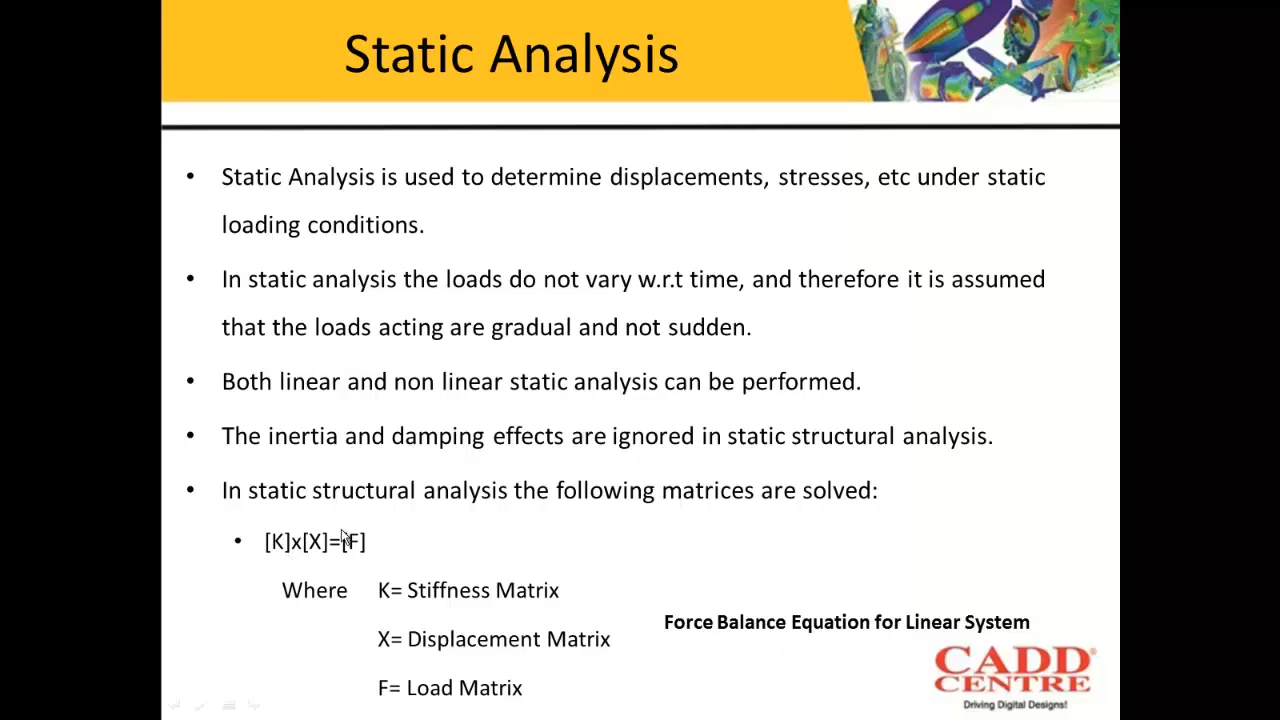 Static Analysis
• Static Analysis is used to determine displacements, stresses, etc under static
loading conditions.
• In static analysis the loads do not vary w.r.t time, and therefore it is assumed
that the loads acting are gradual and not sudden.
• Both linear and non linear static analysis can be performed.
• The inertia and damping effects are ignored in static structural analysis.
• In static structural analysis the following matrices are solved:
• [K]x[X]=[F]
Where K= Stiffness Matrix
Force Balance Equation for Linear System
X= Displacement Matrix
F= Load Matrix
CADD
CENTRE®
Driving Digital Designs!